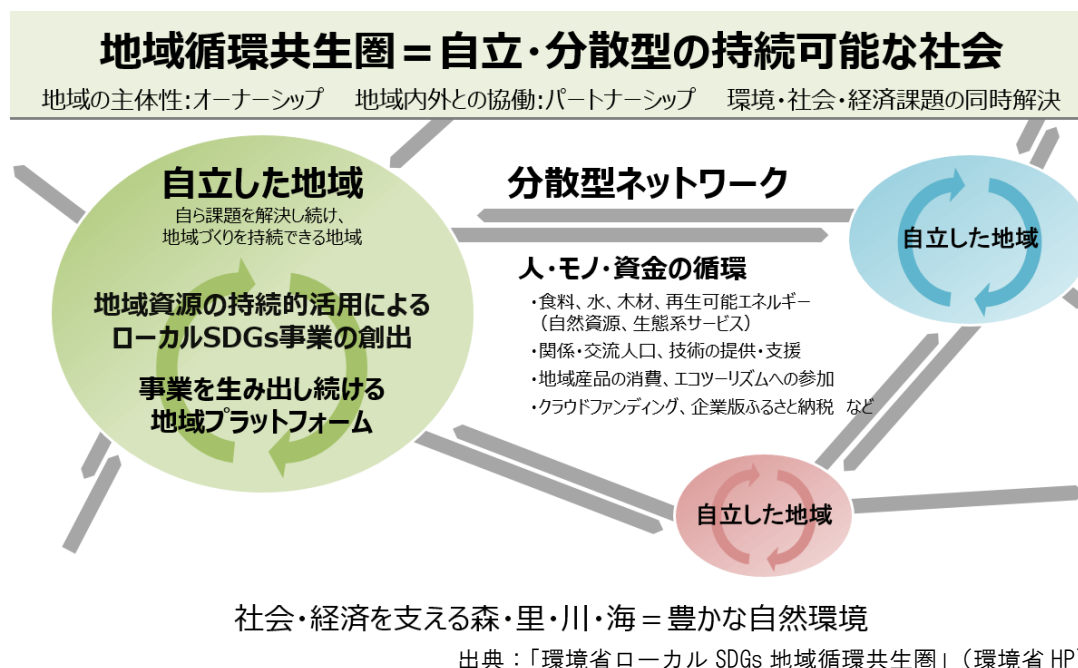 地域循環共生圏＝自立・分散型の持続可能な社会
地域の主体性:オーナーシップ　地域内外との協働:パートナーシップ　環境・社会・経済課題の同時解決
自立した地域
自ら課題を解決し続け、
地域づくりを持続できる地域
地域資源の持続的活用による
ローカルSDGs事業の創出
事業を生み出し続ける
地域プラットフォーム
分散型ネットワーク
人・モノ・資金の循環
・食料、水、木材、再生可能エネルギー
（自然資源、生態系サービス）
・関係・交流人口、技術の提供・支援
・地域産品の消費、エコツーリズムへの参加
・クラウドファンディング、企業版ふるさと納税　など
自立した地域
自立した地域
社会・経済を支える森・里・川・海＝豊かな自然環境
出典：「環境省ローカル SDGs 地域循環共生圏」（環境省 HP）